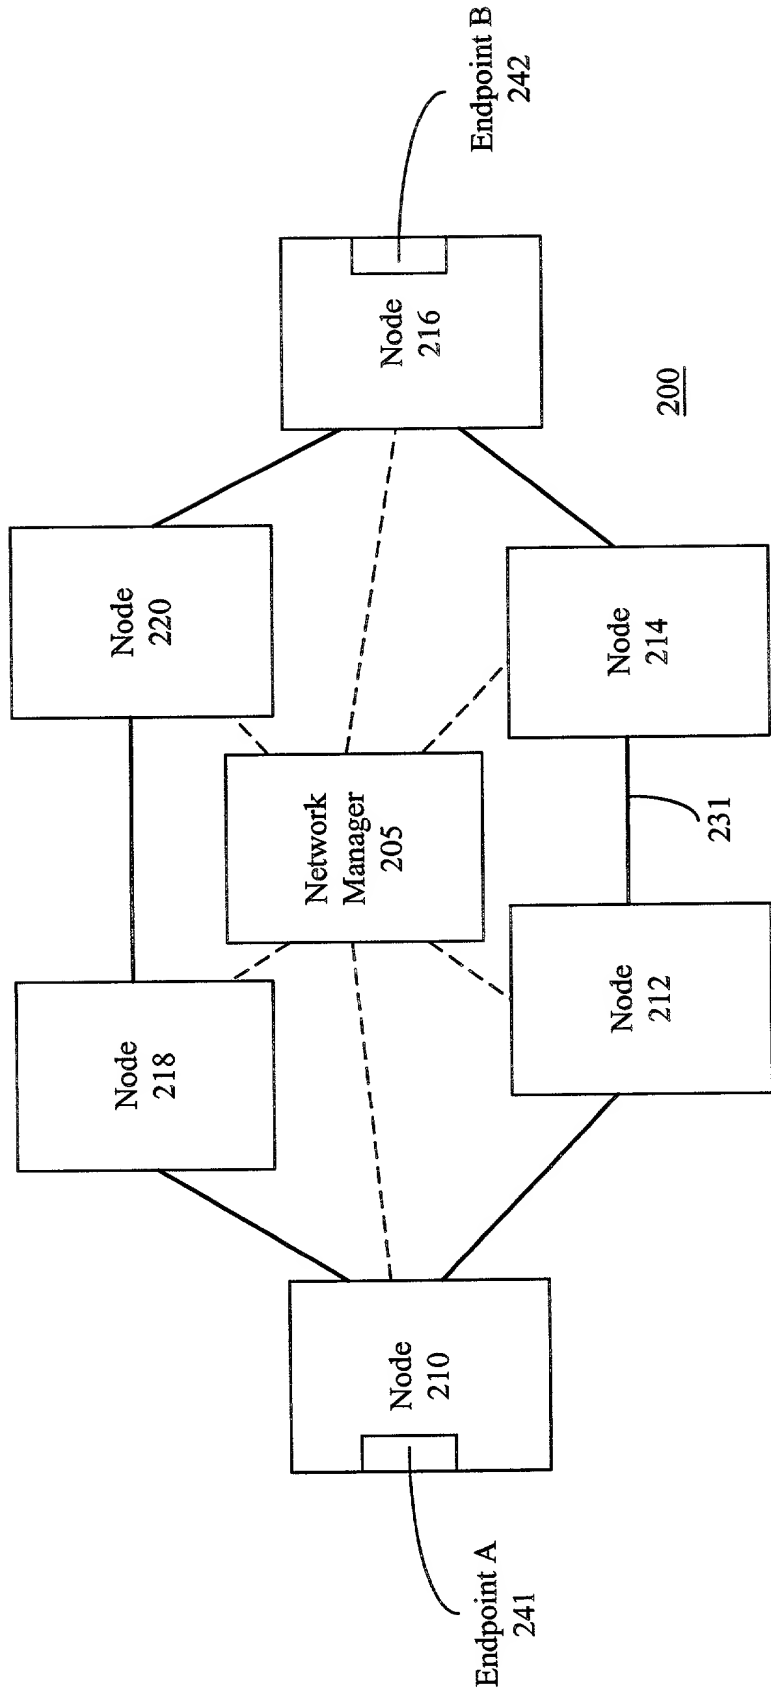 Node
218
Node
220
Node
210
Network
Manager
205
Node
216
Endpoint A
241
Endpoint B
242
Node
212
Node
214
231
200